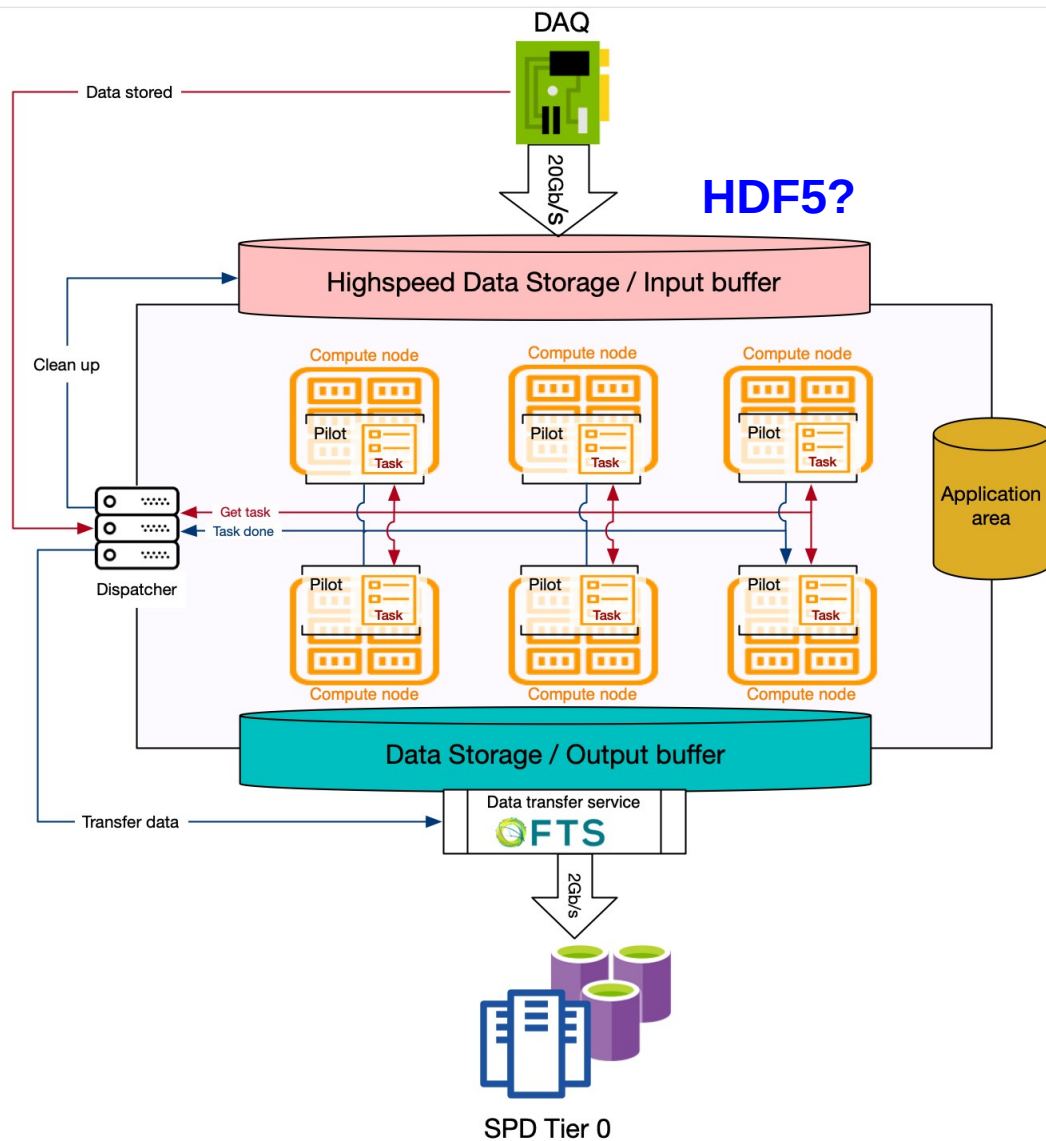 DAQ
Data stored
20Gb/s
HDF5?
Highspeed Data Storage / Input buffer
Clean up
Compute node
Compute node
Compute node
Pilot
Task
Pilot
Task
Pilot
Task
Application
area
Get task
Task done
Dispatcher
Pilot
Task
Pilot
Task
Pilot
Task
Compute node
Compute node
Compute node
Data Storage / Output buffer
Data transfer service
FTS
Transfer data
2Gb/s
SPD Tier 0